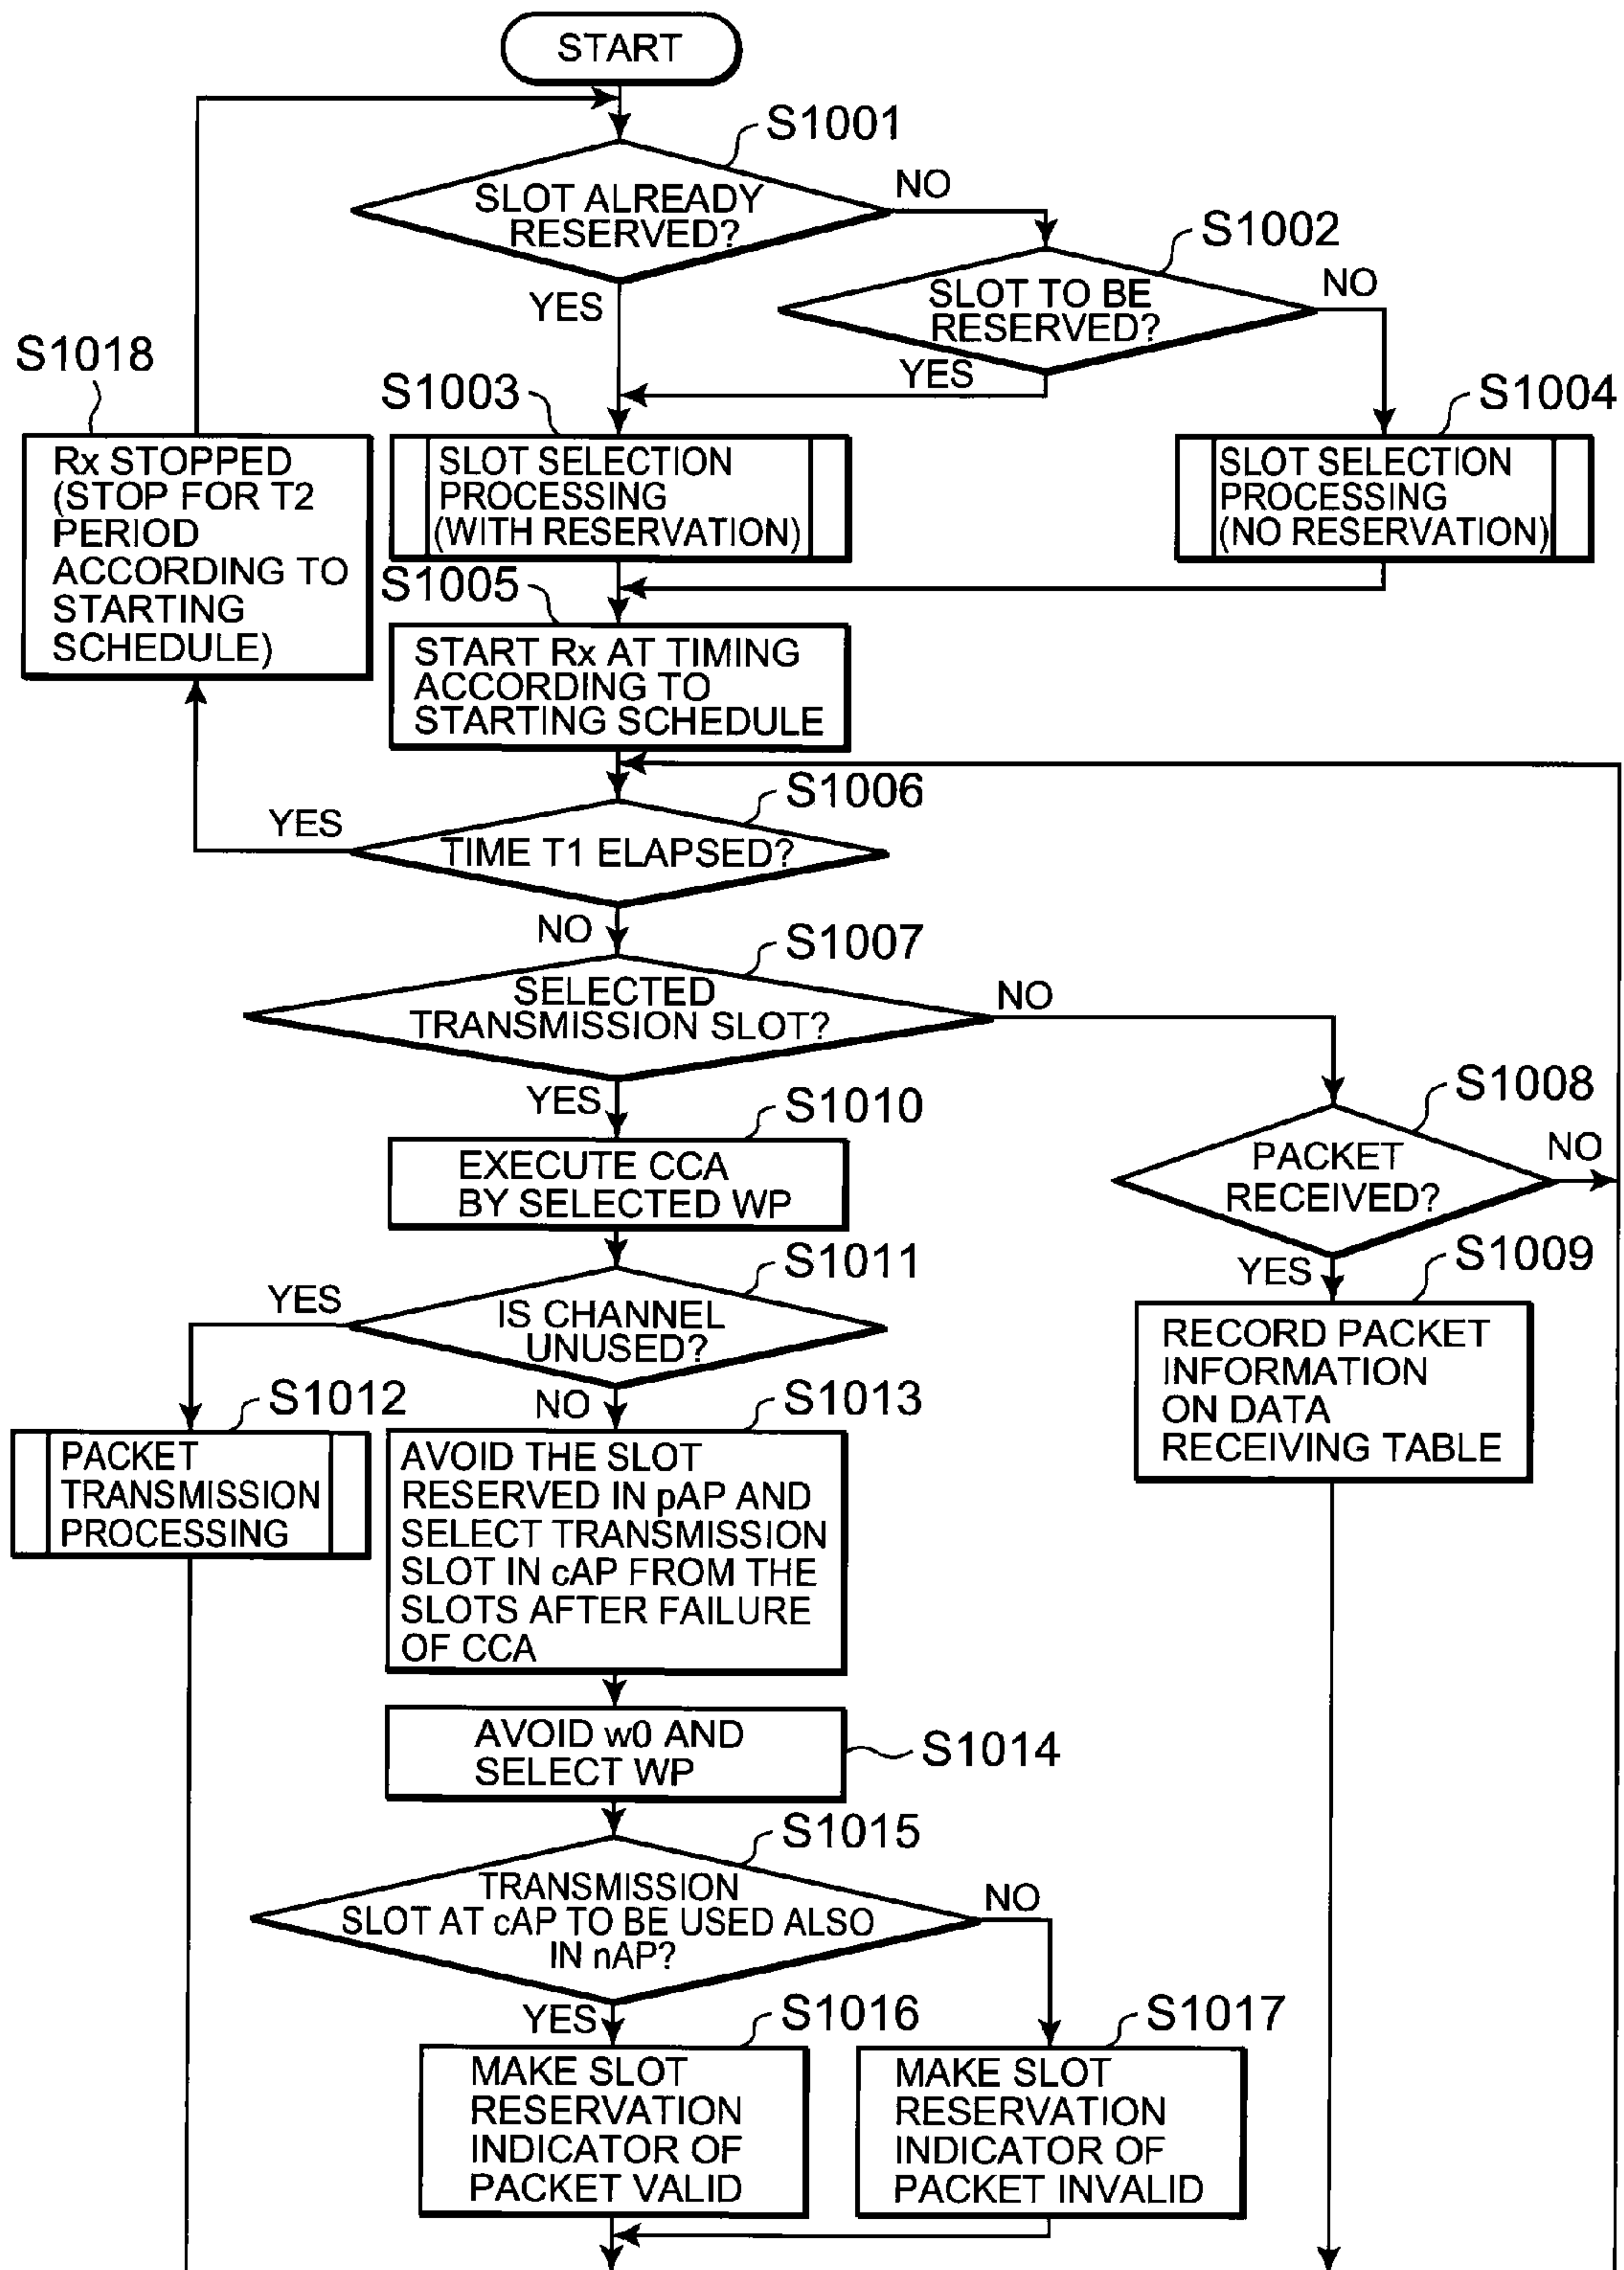 START
S1001
SLOT ALREADY
RESERVED?
NO
YES
S1002
SLOT TO BE
RESERVED?
NO
YES
S1018
Rx STOPPED
(STOP FOR T2
PERIOD
ACCORDING TO
STARTING
SCHEDULE)
S1003
SLOT SELECTION
PROCESSING
(WITH RESERVATION)
S1004
SLOT SELECTION
PROCESSING
(NO RESERVATION)
S1005
START Rx AT TIMING
ACCORDING TO
STARTING SCHEDULE
S1006
YES
TIME T1 ELAPSED?
NO
S1007
SELECTED
TRANSMISSION SLOT?
NO
YES
S1008
PACKET
RECEIVED?
NO
YES
S1009
RECORD PACKET
INFORMATION
ON DATA
RECEIVING TABLE
S1010
EXECUTE CCA
BY SELECTED WP
S1011
YES
IS CHANNEL
UNUSED?
NO
S1012
PACKET
TRANSMISSION
PROCESSING
S1013
AVOID THE SLOT
RESERVED IN pAP AND
SELECT TRANSMISSION
SLOT IN cAP FROM THE
SLOTS AFTER FAILURE
OF CCA
AVOID w0 AND
SELECT WP
S1014
S1015
TRANSMISSION
SLOT AT cAP TO BE USED ALSO
IN nAP?
NO
YES
S1016
MAKE SLOT
RESERVATION
INDICATOR OF
PACKET VALID
S1017
MAKE SLOT
RESERVATION
INDICATOR OF
PACKET INVALID